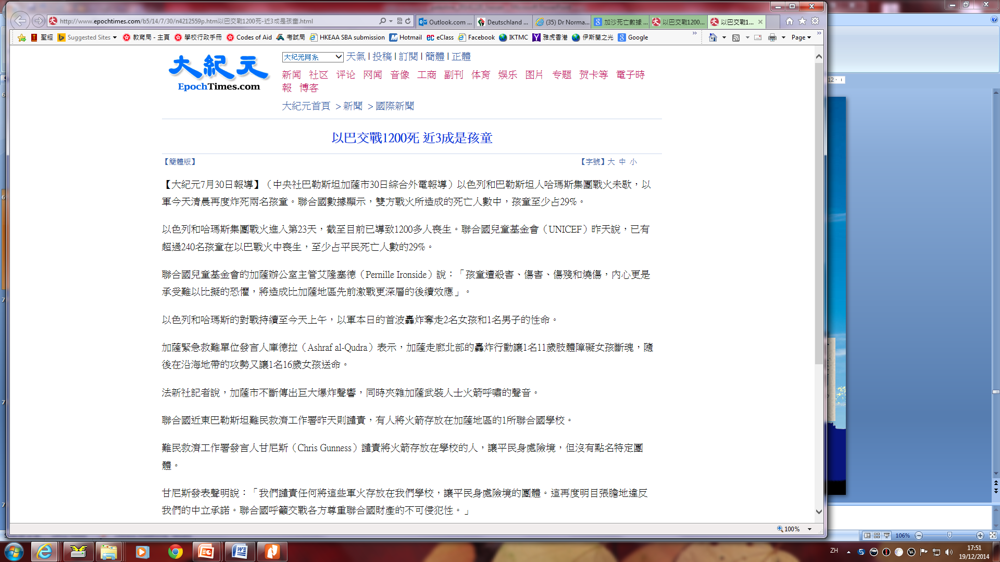 http://www.epochtimes.com/b5/14/7/30/n4212559p.htm以巴交戰1200死-近3成是孩童.html
Outlook.com ...
Deutschland ...
(35) Dr Norma...
加沙死亡數據 ...
以巴交戰1200...
以巴交戰1...
聖經
Suggested Sites
教育局 - 主頁
學校行政手冊
Codes of Aid
考試局
HKEAA SBA submission
Hotmail
eClass
Facebook
IKTMC
雅虎香港
伊斯蘭之光
Google
Page
大紀元
EpochTimes.com
大纪元网系 天氣 | 投稿 | 訂閱 | 簡體 | 正體
新闻 社区 评论 网闻 音像 工商 副刊 体育 娱乐 图片 专题 贺卡等 電子時
報 博客
大紀元首頁 > 新聞 > 國際新聞
以巴交戰1200死 近3成是孩童
【簡體版】 【字號】大 中 小
【大紀元7月30日報導】（中央社巴勒斯坦加薩市30日綜合外電報導）以色列和巴勒斯坦人哈瑪斯集團戰火未歇，以
軍今天清晨再度炸死兩名孩童。聯合國數據顯示，雙方戰火所造成的死亡人數中，孩童至少占29%。
以色列和哈瑪斯集團戰火進入第23天，截至目前已導致1200多人喪生。聯合國兒童基金會（UNICEF）昨天說，已有
超過240名孩童在以巴戰火中喪生，至少占平民死亡人數的29%。
聯合國兒童基金會的加薩辦公室主管艾隆塞德（Pernille Ironside）說：「孩童遭殺害、傷害、傷殘和燒傷，內心更是
承受難以比擬的恐懼，將造成比加薩地區先前激戰更深層的後續效應」。
以色列和哈瑪斯的對戰持續至今天上午，以軍本日的首波轟炸奪走2名女孩和1名男子的性命。
加薩緊急救難單位發言人庫德拉（Ashraf al-Qudra）表示，加薩走廊北部的轟炸行動讓1名11歲肢體障礙女孩斷魂，隨
後在沿海地帶的攻勢又讓1名16歲女孩送命。
法新社記者說，加薩市不斷傳出巨大爆炸聲響，同時夾雜加薩武裝人士火箭呼嘯的聲音。
聯合國近東巴勒斯坦難民救濟工作署昨天則譴責，有人將火箭存放在加薩地區的1所聯合國學校。
難民救濟工作署發言人甘尼斯（Chris Gunness）譴責將火箭存放在學校的人，讓平民身處險境，但沒有點名特定團
體。
甘尼斯發表聲明說：「我們譴責任何將這些軍火存放在我們學校，讓平民身處險境的團體。這再度明目張膽地違反
我們的中立承諾。聯合國呼籲交戰各方尊重聯合國財產的不可侵犯性。」
100%
106%
ZH
17:51
19/12/2014